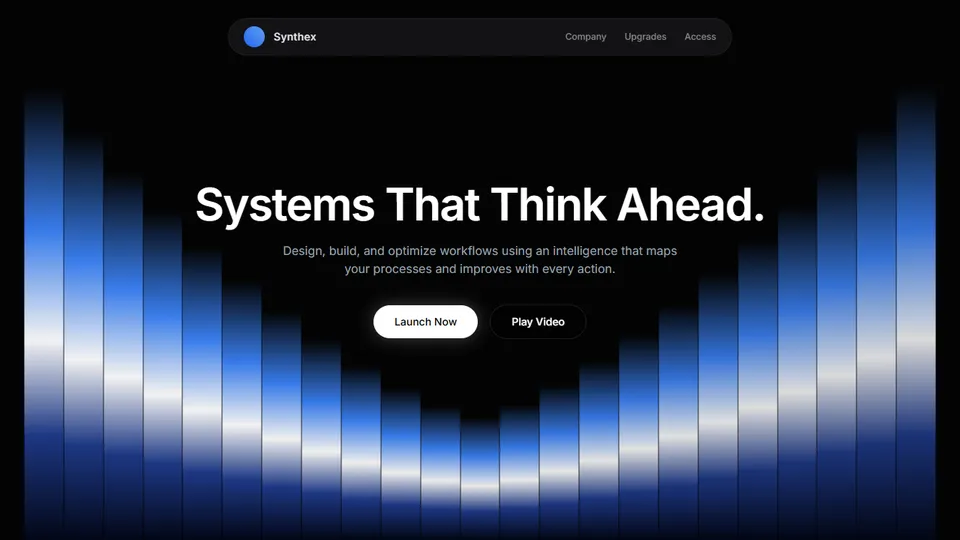 Synthex
Company
Upgrades
Access
Systems That Think Ahead.
Design, build, and optimize workflows using an intelligence that maps
your processes and improves with every action.
Launch Now
Play Video